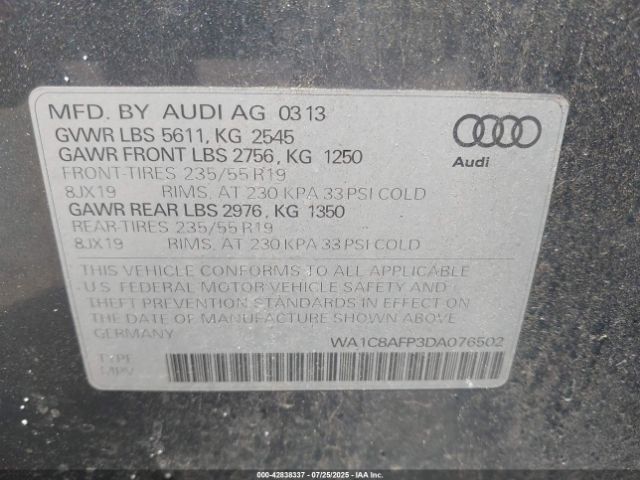 MFD. BY AUDI AG 03 13
GVWR LBS 5611, KG 2545
GAWR FRONT LBS 2756, KG 1250
FRONT-TIRES 235/55 R19
8JX19 RIMS, AT 230 KPA 33 PSI COLD
GAWR REAR LBS 2976, KG 1350
REAR-TIRES 235/55 R19
8JX19 RIMS, AT 230 KPA 33 PSI COLD
Audi
THIS VEHICLE CONFORMS TO ALL APPLICABLE
U.S. FEDERAL MOTOR VEHICLE SAFETY AND
THEFT PREVENTION STANDARDS IN EFFECT ON
THE DATE OF MANUFACTURE SHOWN ABOVE
GERMANY
WA1C8AFP3DA076502
TYPE
MPV
000-42838337 - 07/25/2025 - IAAI.COM